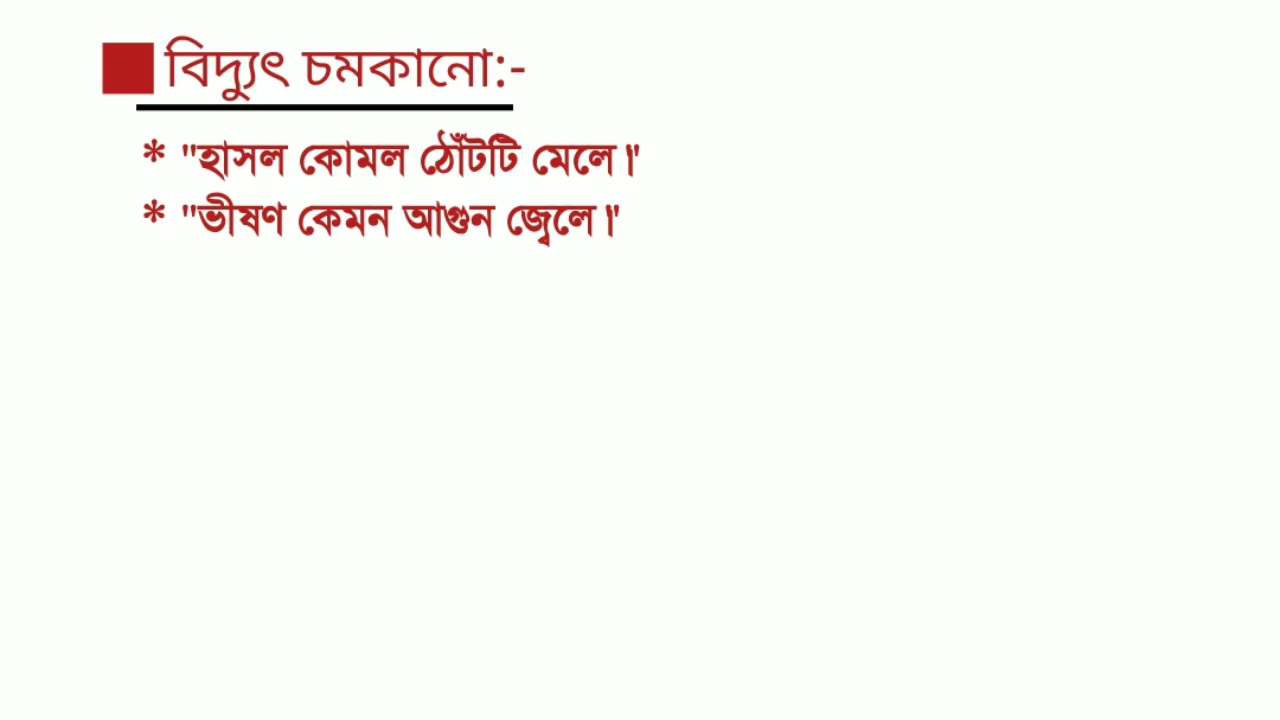 বিদ্যুৎ চমকানো:-
* "হাসল কোমল ঠোঁটটি মেলে।"
* "ভীষণ কেমন আগুন জ্বেলে।"